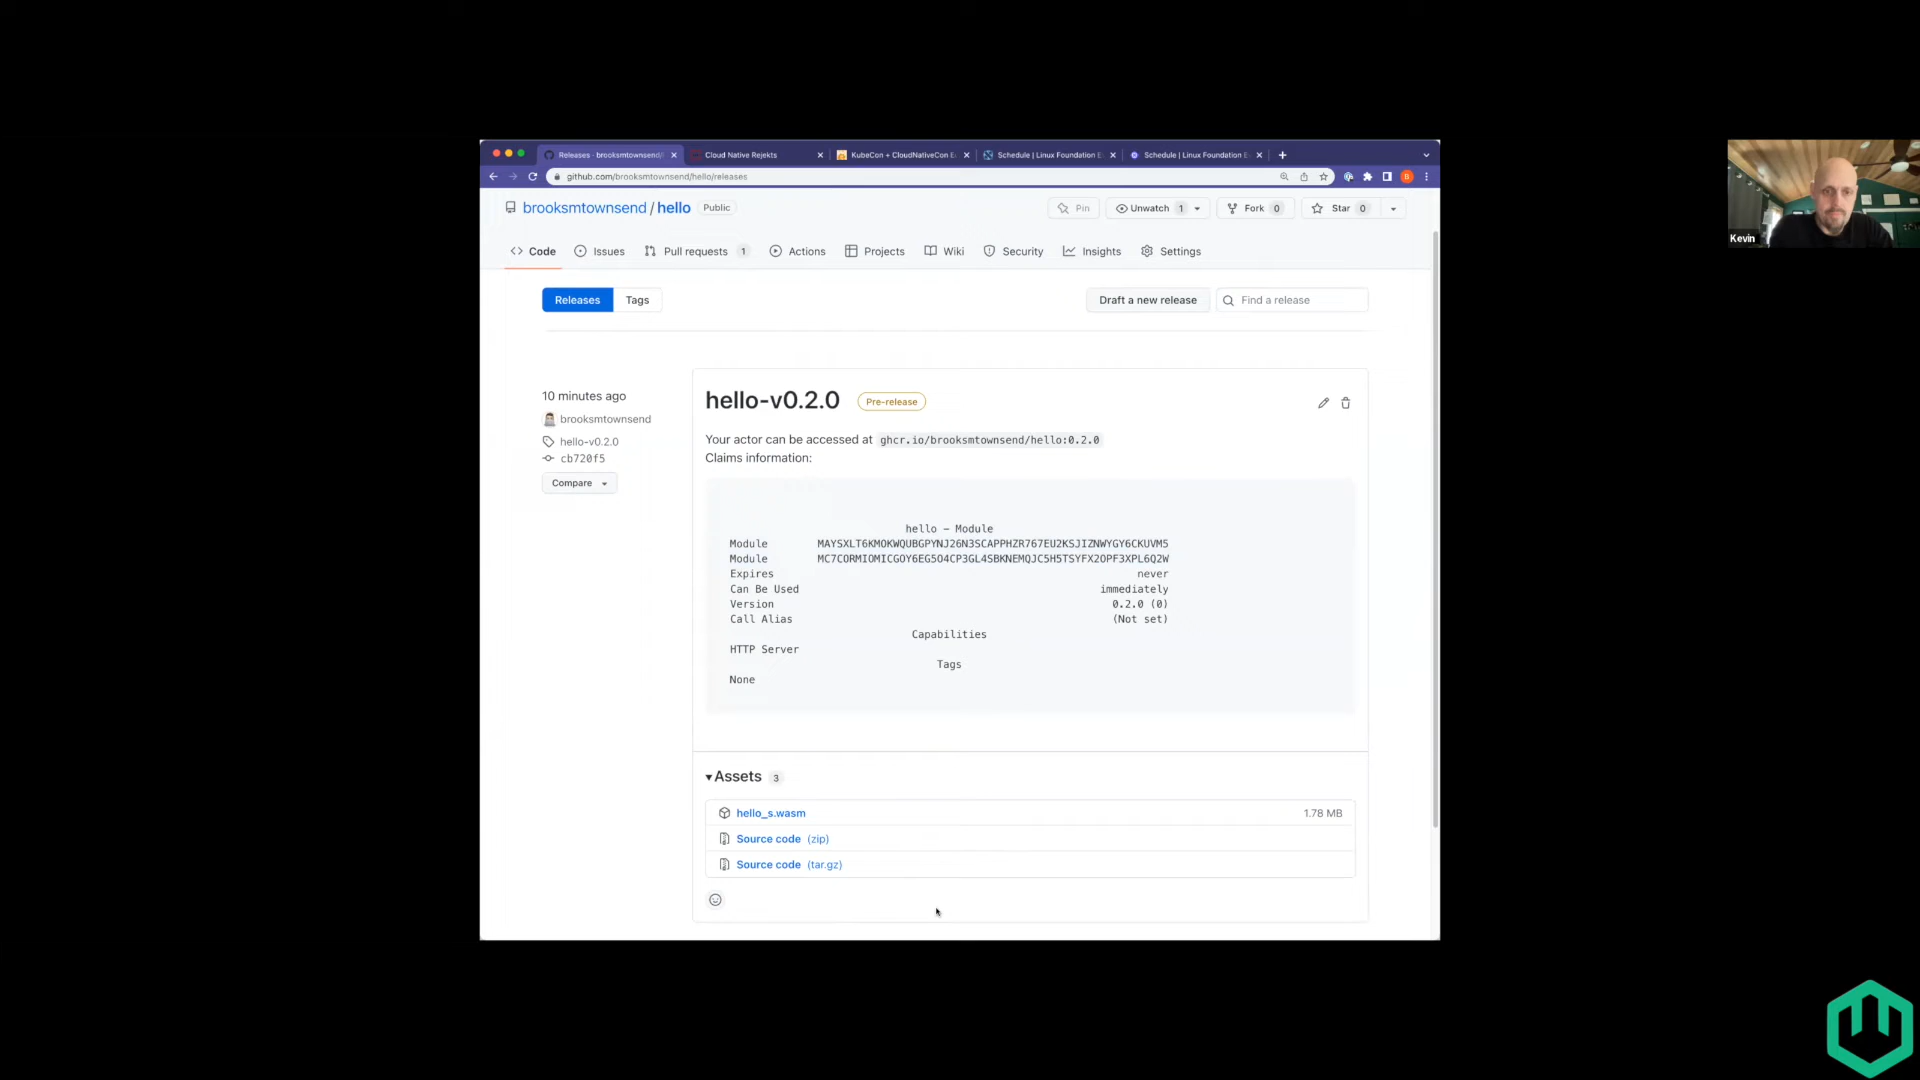 Releases · brooksmtownsend/
Cloud Native Rejekts
KubeCon + CloudNativeCon E
Schedule | Linux Foundation E
Schedule | Linux Foundation E
github.com/brooksmtownsend/hello/releases
brooksmtownsend / hello Public
Pin
Unwatch 1
Fork 0
Star 0
Code
Issues
Pull requests 1
Actions
Projects
Wiki
Security
Insights
Settings
Releases
Tags
Draft a new release
Find a release
10 minutes ago
brooksmtownsend
hello-v0.2.0
cb720f5
Compare
hello-v0.2.0 Pre-release
Your actor can be accessed at ghcr.io/brooksmtownsend/hello:0.2.0
Claims information:
hello - Module
Module MAYSXLT6KMOKWQUBGPYNJ26N3SCAPPHZR767EU2KSJIZNWYGY6CKUVM5
Module MC7CORMIOMICGOY6EG5O4CP3GL4SBKNEMQJC5H5TSYFX2OPF3XPL6Q2W
Expires never
Can Be Used immediately
Version 0.2.0 (0)
Call Alias (Not set)
Capabilities
HTTP Server
Tags
None
Assets 3
hello_s.wasm 1.78 MB
Source code (zip)
Source code (tar.gz)
Kevin